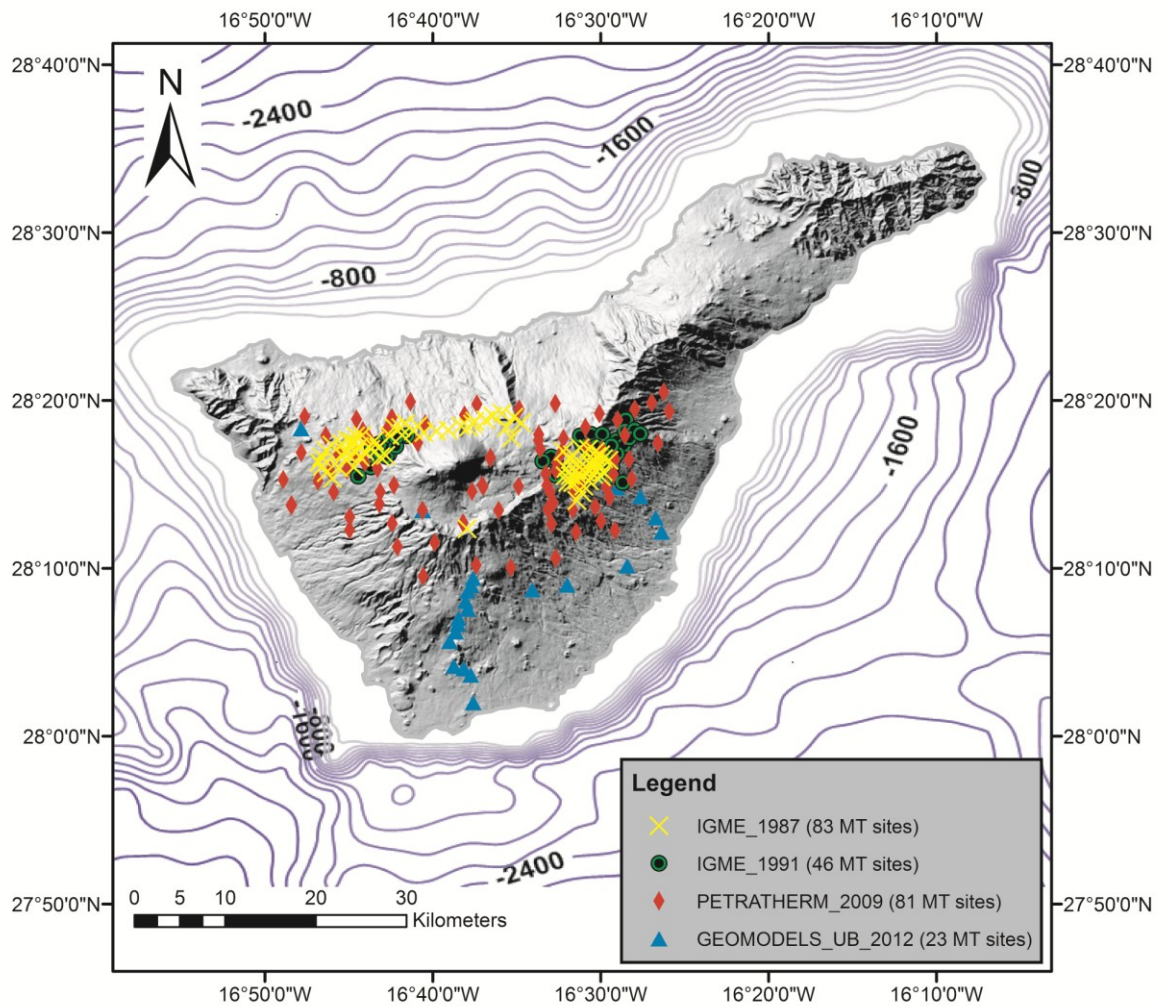 16°50'0"W 16°40'0"W 16°30'0"W 16°20'0"W 16°10'0"W
28°40'0"N 28°40'0"N
N
-2400
-1600
-800
28°30'0"N 28°30'0"N
-800
28°20'0"N 28°20'0"N
-1600
28°10'0"N 28°10'0"N
-1600
-800
28°0'0"N 28°0'0"N
Legend
IGME_1987 (83 MT sites)
IGME_1991 (46 MT sites)
PETRATHERM_2009 (81 MT sites)
GEOMODELS_UB_2012 (23 MT sites)
-2400
0 5 10 20 30
Kilometers
27°50'0"N 27°50'0"N
16°50'0"W 16°40'0"W 16°30'0"W 16°20'0"W 16°10'0"W